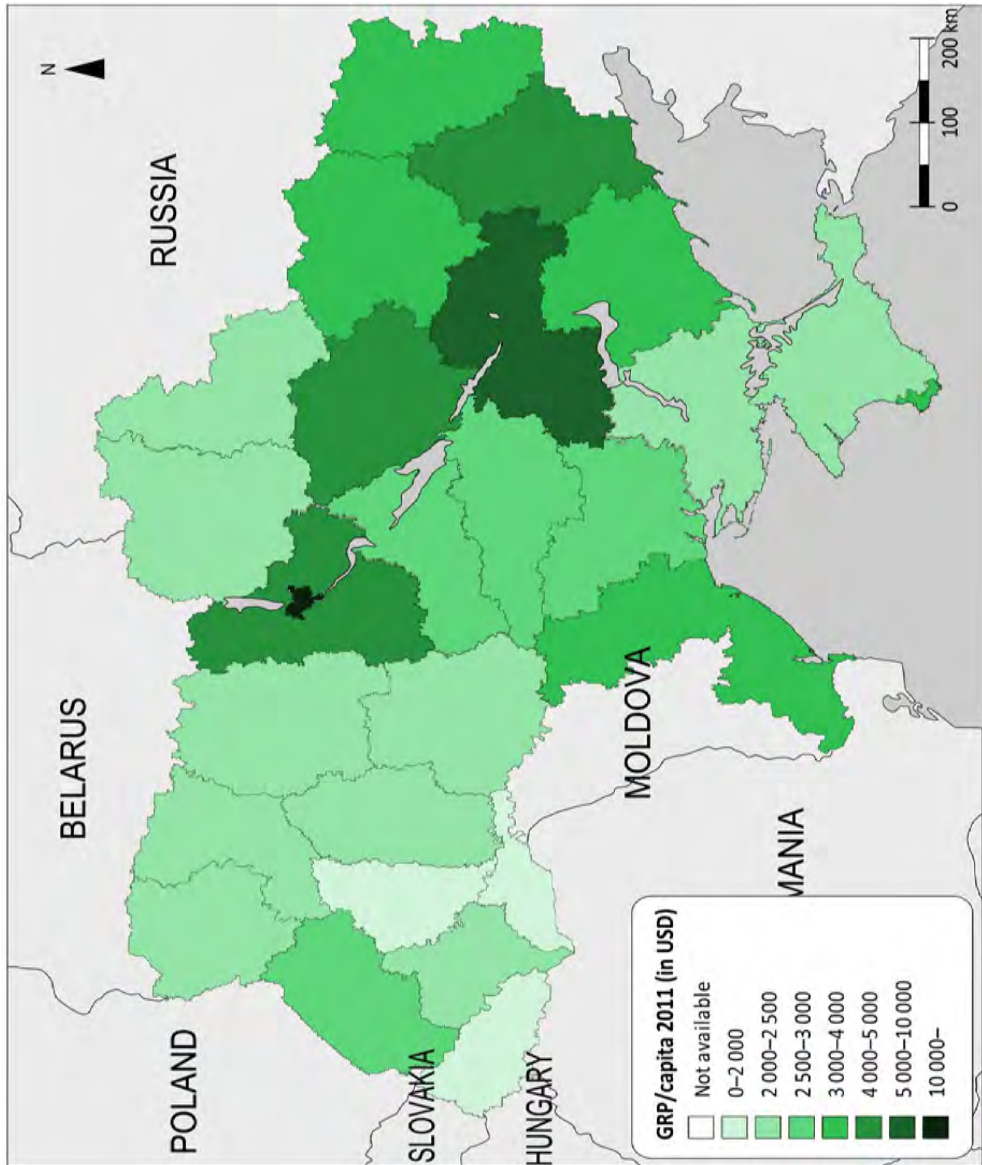 N
RUSSIA
BELARUS
POLAND
SLOVAKIA
HUNGARY
MOLDOVA
MANIA
GRP/capita 2011 (in USD)
Not available
0–2 000
2 000–2 500
2 500–3 000
3 000–4 000
4 000–5 000
5 000–10 000
10 000–
0 100 200 km